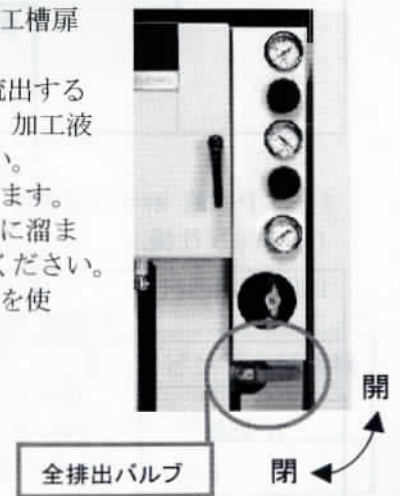 工槽扉
流出する
加工液
い。
ます。
に溜ま
ください。
を使
開
全排出バルブ
閉